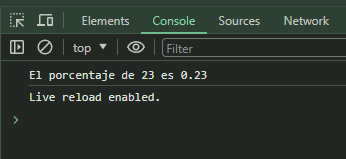 Elements Console Sources Network
top Filter
El porcentaje de 23 es 0.23
Live reload enabled.